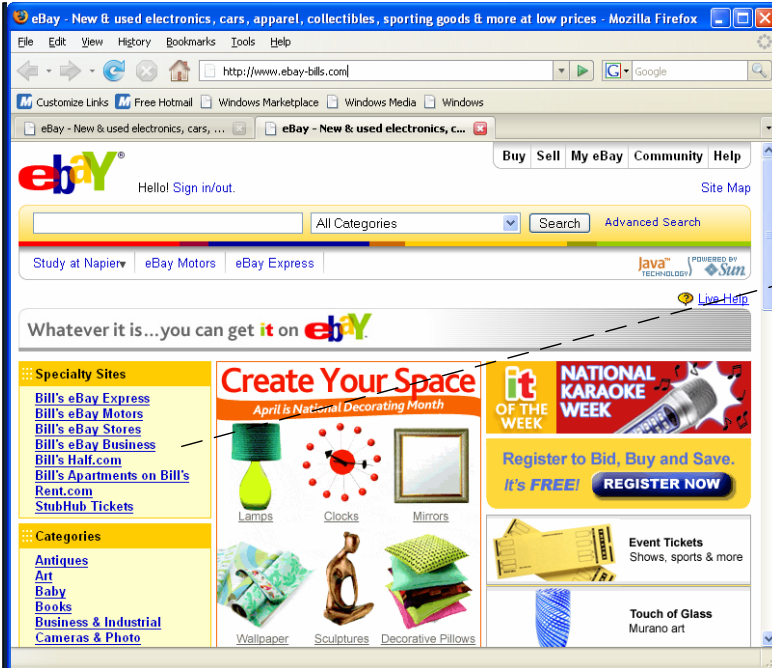 eBay - New & used electronics, cars, apparel, collectibles, sporting goods & more at low prices - Mozilla Firefox
File Edit View History Bookmarks Tools Help
http://www.ebay-bills.com
G Google
Customize Links Free Hotmail Windows Marketplace Windows Media Windows
eBay - New & used electronics, cars, ... eBay - New & used electronics, c...
ebaY®
Buy Sell My eBay Community Help
Hello! Sign in/out.
Site Map
All Categories Search Advanced Search
Study at Napier eBay Motors eBay Express
Java™ TECHNOLOGY POWERED BY Sun
Live Help
Whatever it is...you can get it on ebaY
Specialty Sites
Bill's eBay Express
Bill's eBay Motors
Bill's eBay Stores
Bill's eBay Business
Bill's Half.com
Bill's Apartments on Bill's
Rent.com
StubHub Tickets
Categories
Antiques
Art
Baby
Books
Business & Industrial
Cameras & Photo
Create Your Space
April is National Decorating Month
Lamps Clocks Mirrors
Wallpaper Sculptures Decorative Pillows
it OF THE WEEK
NATIONAL
KARAOKE
WEEK
Register to Bid, Buy and Save.
It's FREE! REGISTER NOW
Event Tickets
Shows, sports & more
Touch of Glass
Murano art